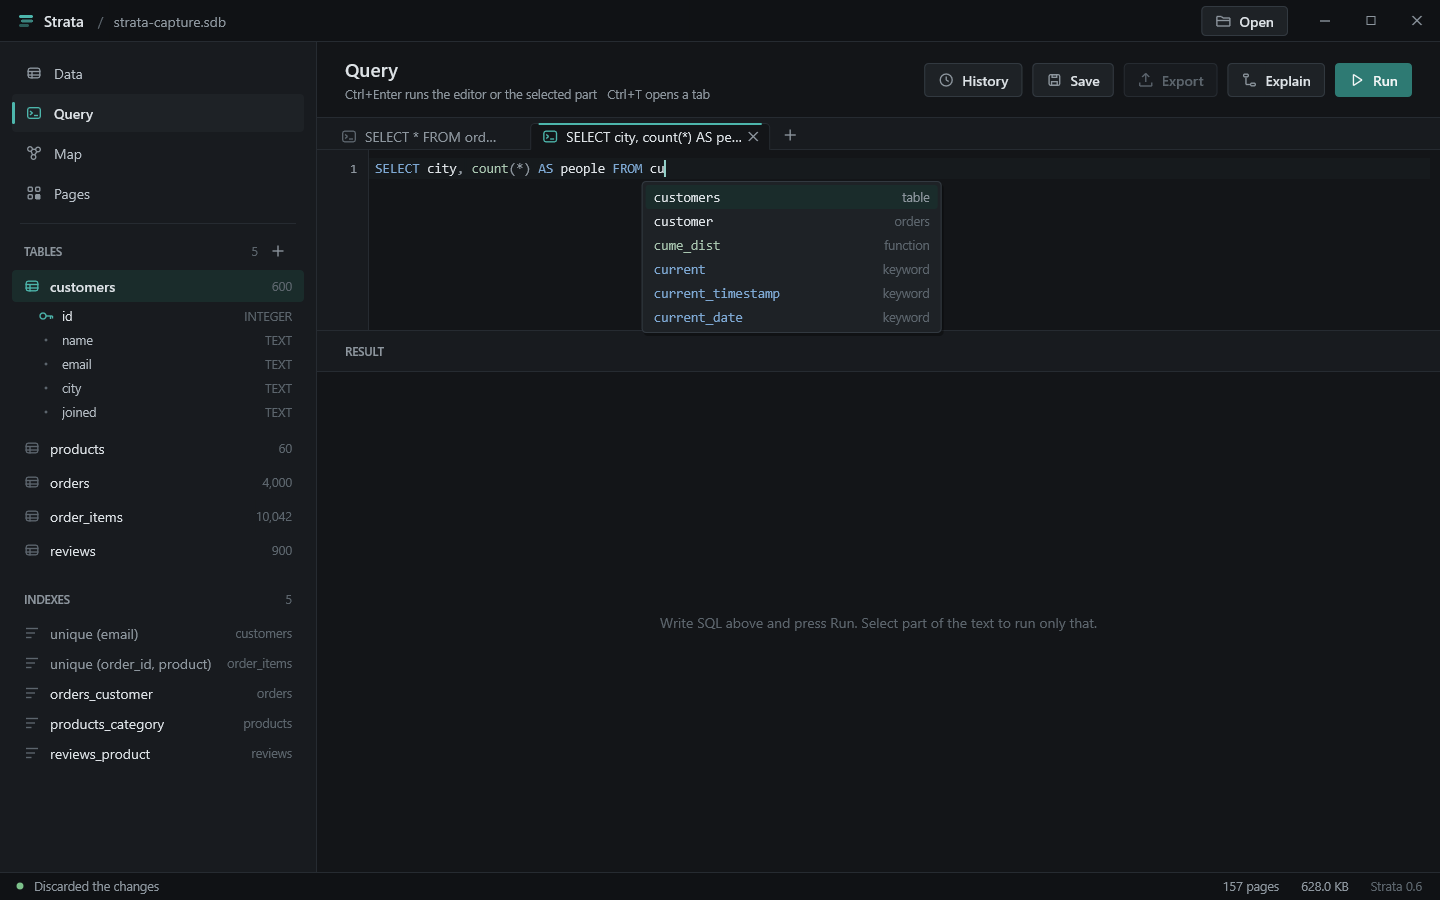 Strata / strata-capture.sdb
Open
Data
Query
Map
Pages
TABLES 5
customers 600
id INTEGER
name TEXT
email TEXT
city TEXT
joined TEXT
products 60
orders 4,000
order_items 10,042
reviews 900
INDEXES 5
unique (email) customers
unique (order_id, product) order_items
orders_customer orders
products_category products
reviews_product reviews
Query
Ctrl+Enter runs the editor or the selected part Ctrl+T opens a tab
History Save Export Explain Run
SELECT * FROM ord... SELECT city, count(*) AS pe...
1 SELECT city, count(*) AS people FROM cu
customers table
customer orders
cume_dist function
current keyword
current_timestamp keyword
current_date keyword
RESULT
Write SQL above and press Run. Select part of the text to run only that.
Discarded the changes 157 pages 628.0 KB Strata 0.6